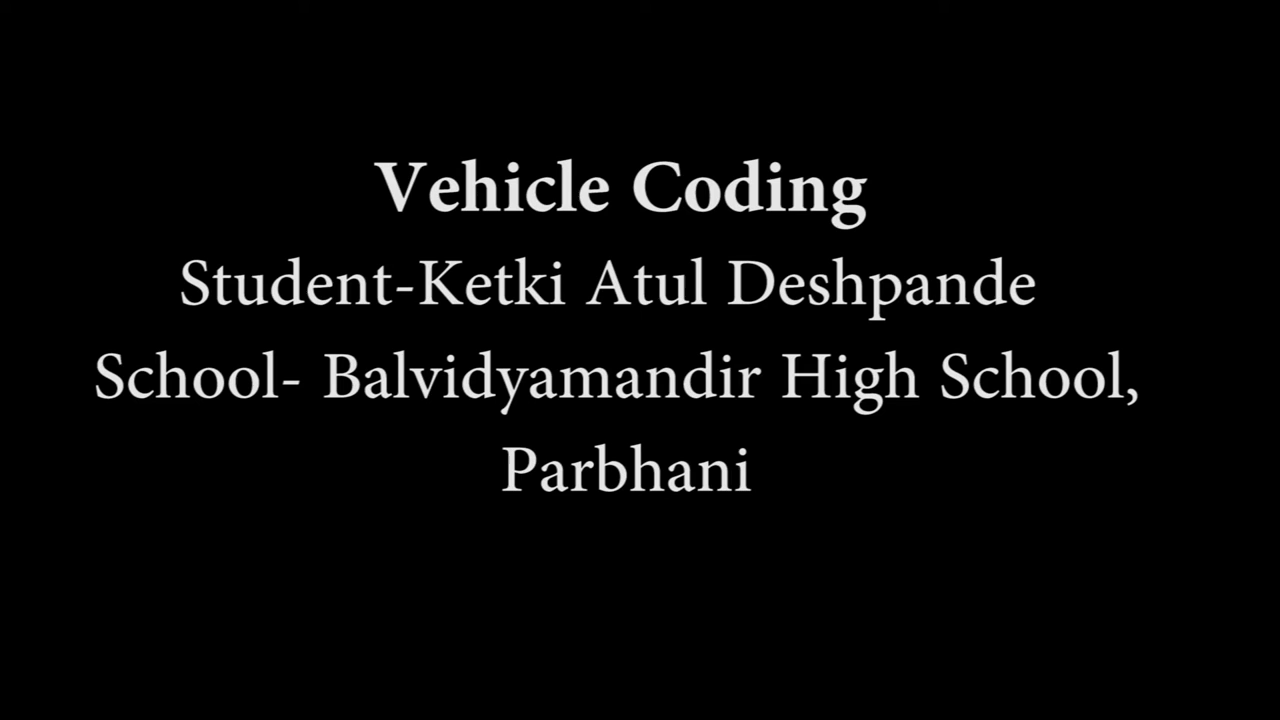 Vehicle Coding
Student-Ketki Atul Deshpande
School- Balvidyamandir High School,
Parbhani